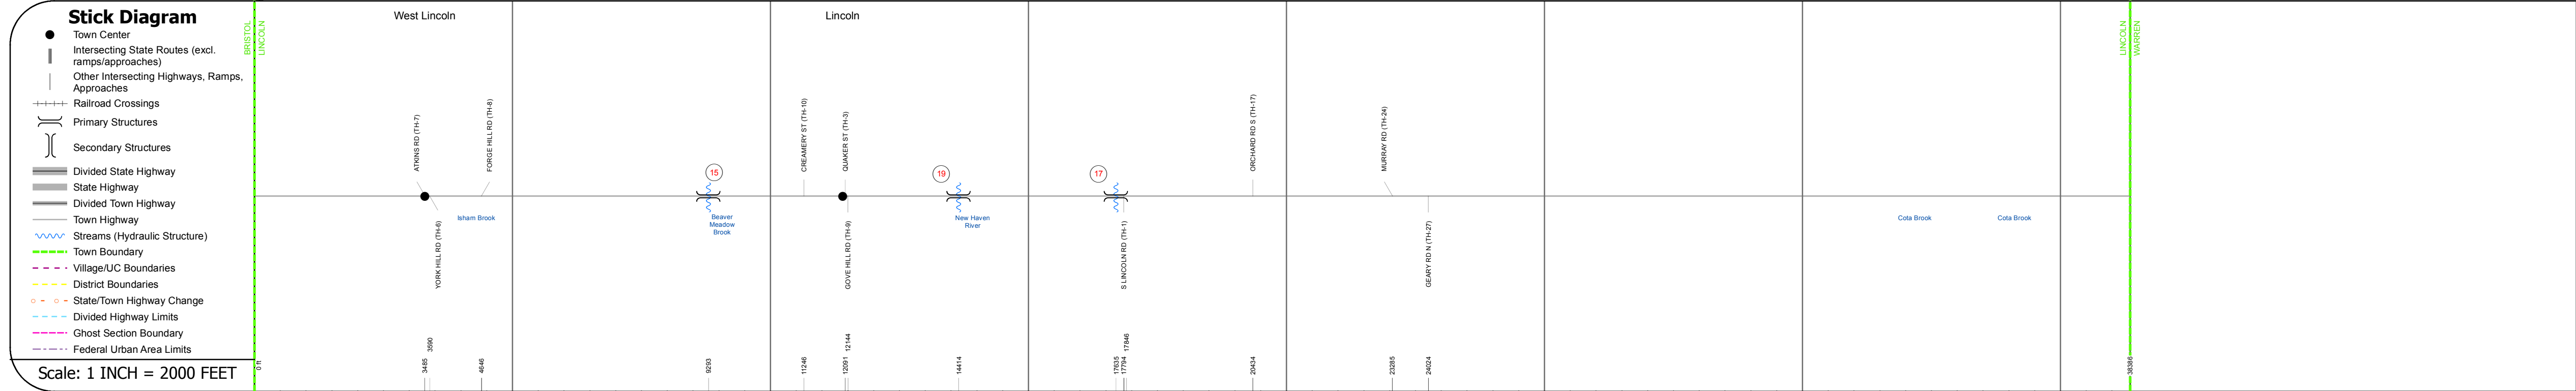 Stick Diagram
Town Center
Intersecting State Routes (excl.
ramps/approaches)
Other Intersecting Highways, Ramps,
Approaches
Railroad Crossings
Primary Structures
Secondary Structures
Divided State Highway
State Highway
Divided Town Highway
Town Highway
Streams (Hydraulic Structure)
Town Boundary
Village/UC Boundaries
District Boundaries
State/Town Highway Change
Divided Highway Limits
Ghost Section Boundary
Federal Urban Area Limits
Scale: 1 INCH = 2000 FEET
BRISTOL
LINCOLN
West Lincoln
Lincoln
LINCOLN
WARREN
ATKINS RD (TH-7)
FORGE HILL RD (TH-8)
CREAMERY ST (TH-10)
QUAKER ST (TH-3)
ORCHARD RD S (TH-17)
MURRAY RD (TH-24)
15
19
17
Isham Brook
Beaver
Meadow
Brook
New Haven
River
Cota Brook
Cota Brook
YORK HILL RD (TH-6)
GOVE HILL RD (TH-9)
S LINCOLN RD (TH-1)
GEARY RD N (TH-27)
0 ft
3485
3590
4646
9293
11246
12091
12144
14414
17635
17794
17846
20434
23285
24024
38386